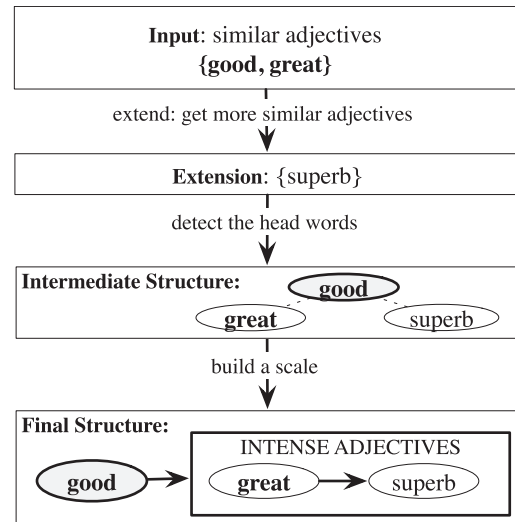 Input: similar adjectives
{good, great}
extend: get more similar adjectives
Extension: {superb}
detect the head words
Intermediate Structure:
good
great superb
build a scale
Final Structure:
INTENSE ADJECTIVES
good great superb